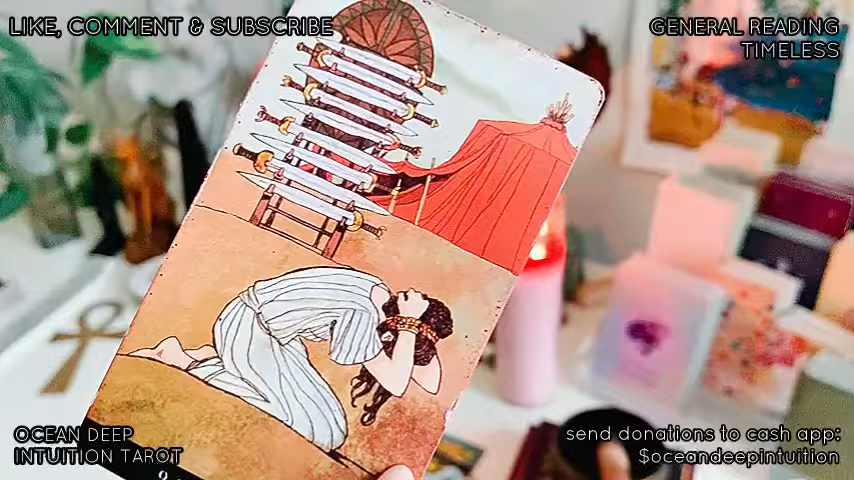 LIKE, COMMENT & SUBSCRIBE
GENERAL READING
TIMELESS
OCEAN DEEP
INTUITION TAROT
send donations to cash app:
$oceandeepintuition